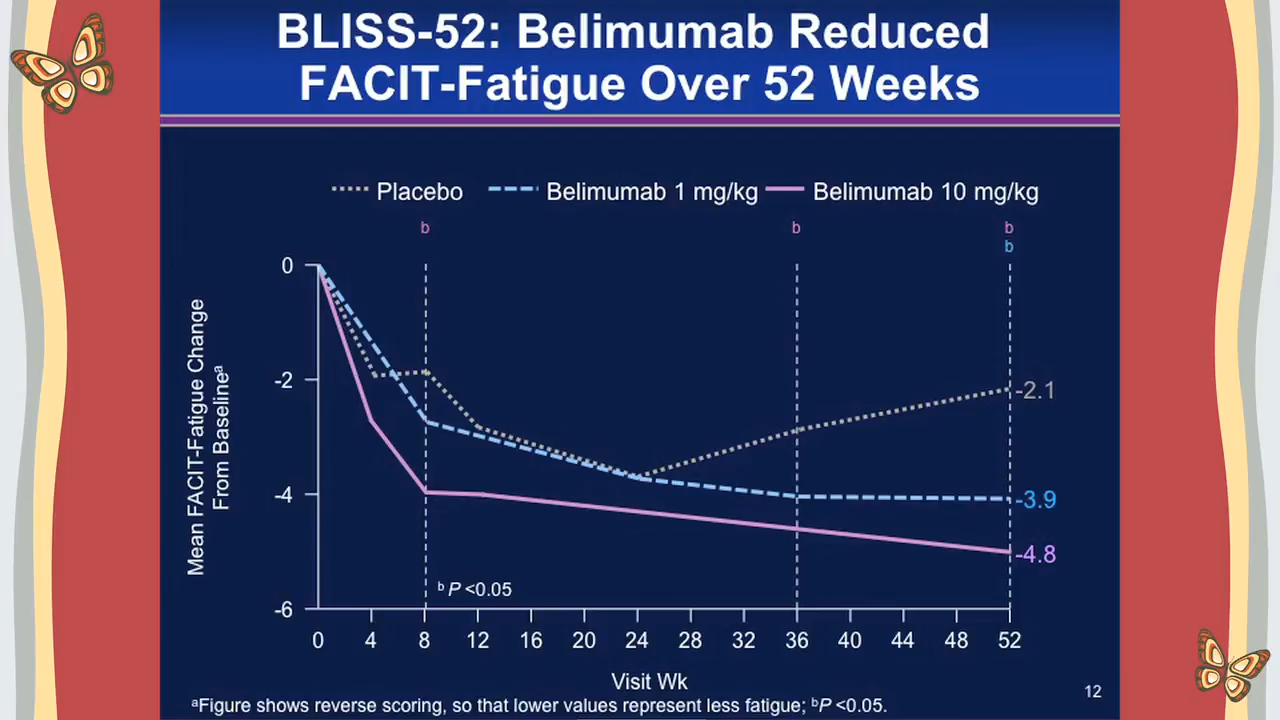 BLISS-52: Belimumab Reduced
FACIT-Fatigue Over 52 Weeks
Placebo Belimumab 1 mg/kg Belimumab 10 mg/kg
b b b
b
0
-2
-4
-6
Mean FACIT-Fatigue Change
From Baselineᵃ
-2.1
-3.9
-4.8
ᵇ P <0.05
0 4 8 12 16 20 24 28 32 36 40 44 48 52
Visit Wk
12
ᵃFigure shows reverse scoring, so that lower values represent less fatigue; ᵇP <0.05.